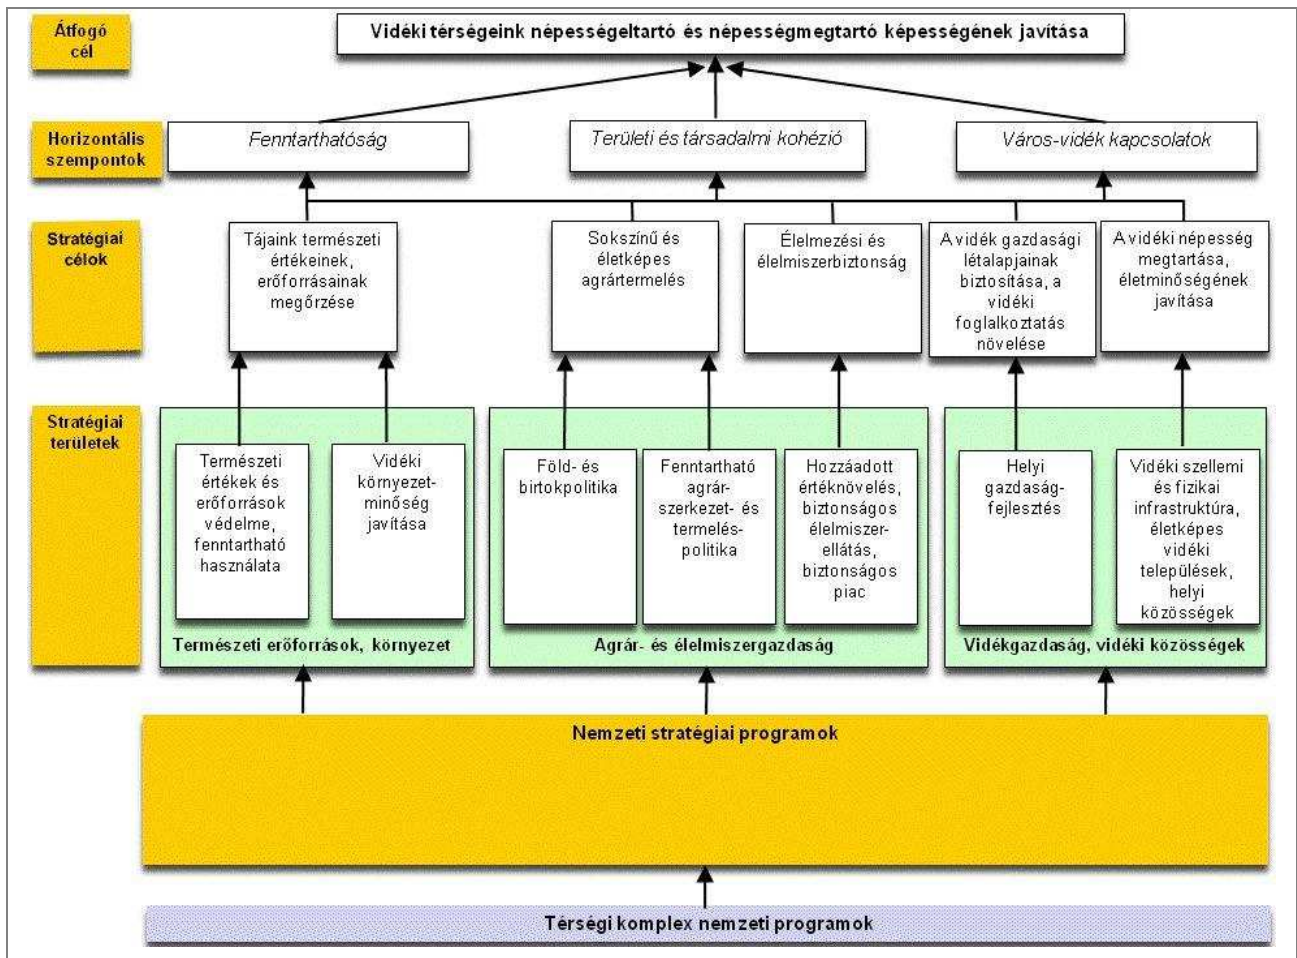 Átfogó
cél
Vidéki térségeink népességeltartó és népességmegtartó képességének javítása
Horizontális
szempontok
Fenntarthatóság
Területi és társadalmi kohézió
Város-vidék kapcsolatok
Stratégiai
célok
Tájaink természeti
értékeinek,
erőforrásainak
megőrzése
Sokszínű és
életképes
agrártermelés
Élelmezési és
élelmiszerbiztonság
A vidék gazdasági
létalapjainak
biztosítása, a
vidéki
foglalkoztatás
növelése
A vidéki népesség
megtartása,
életminőségének
javítása
Stratégiai
területek
Természeti
értékek és
erőforrások
védelme,
fenntartható
használata
Vidéki
környezet-
minőség
javítása
Természeti erőforrások, környezet
Föld- és
birtokpolitika
Fenntartható
agrár-
szerkezet- és
termelés-
politika
Hozzáadott
értéknövelés,
biztonságos
élelmiszer-
ellátás,
biztonságos
piac
Agrár- és élelmiszergazdaság
Helyi
gazdaság-
fejlesztés
Vidéki szellemi
és fizikai
infrastruktúra,
életképes
vidéki
települések,
helyi
közösségek
Vidékgazdaság, vidéki közösségek
Nemzeti stratégiai programok
Térségi komplex nemzeti programok